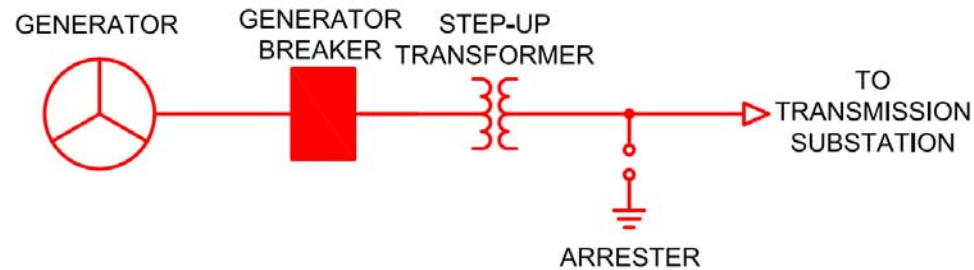 GENERATOR
GENERATOR
BREAKER
STEP-UP
TRANSFORMER
TO
TRANSMISSION
SUBSTATION
ARRESTER